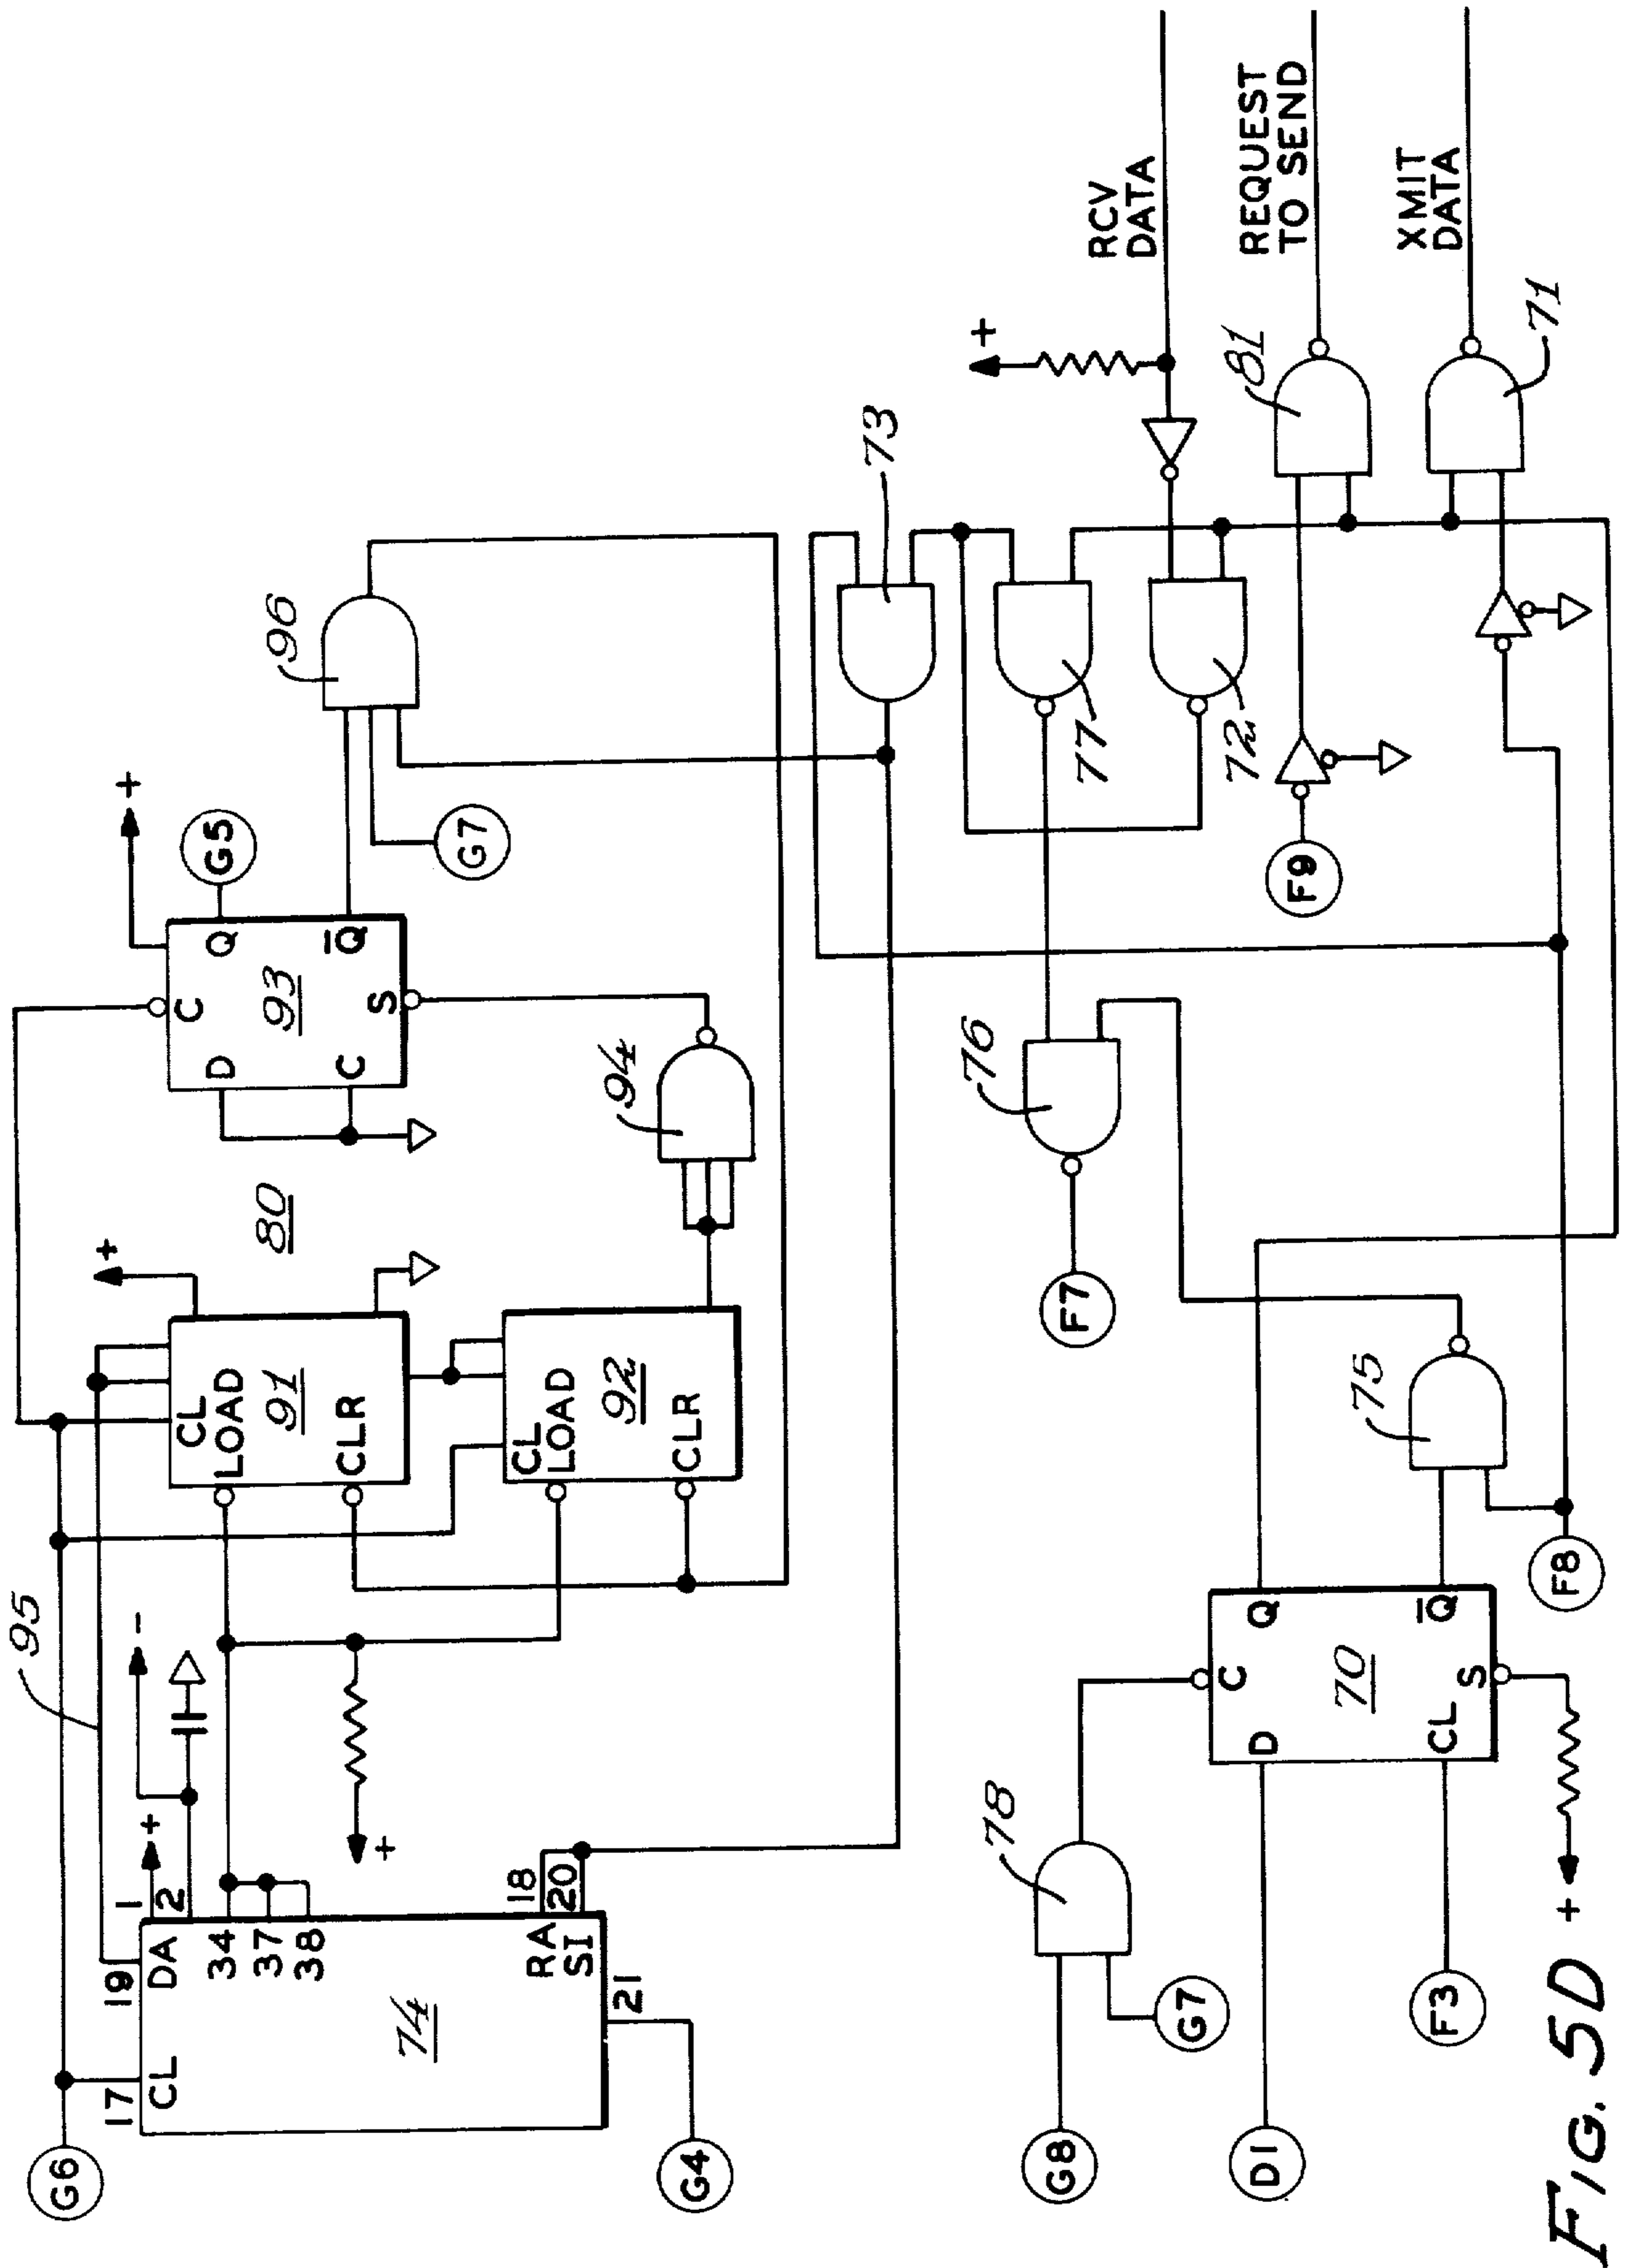 G6
17
CL
19
DA
1
+
2
-
95
34
37
38
+
RA
18
SI
20
21
74
G4
CL
LOAD
91
CLR
+
80
CL
LOAD
92
CLR
D
C
93
C
S
Q
Q
+
G5
94
96
G7
73
77
72
76
F7
F9
RCV
DATA
+
81
REQUEST
TO SEND
XMIT
DATA
71
75
F8
78
G8
G7
D1
F3
D
CL
70
C
S
Q
Q
+
FIG. 5D